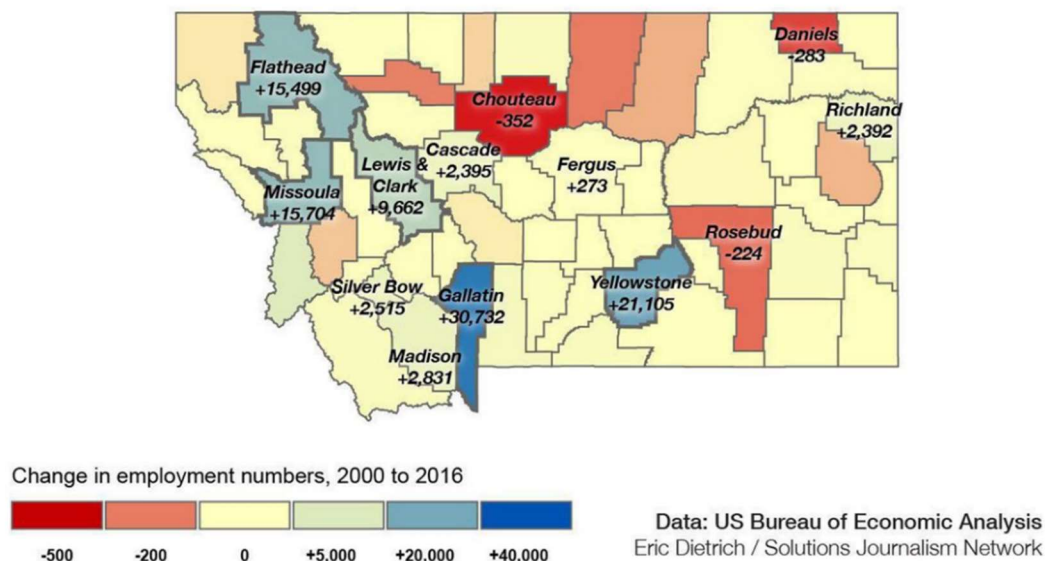 Daniels
-283
Flathead
+15,499
Chouteau
-352
Richland
+2,392
Cascade
+2,395
Lewis &
Clark
+9,662
Fergus
+273
Missoula
+15,704
Rosebud
-224
Silver Bow
+2,515
Gallatin
+30,732
Yellowstone
+21,105
Madison
+2,831
Change in employment numbers, 2000 to 2016
-500 -200 0 +5,000 +20,000 +40,000
Data: US Bureau of Economic Analysis
Eric Dietrich / Solutions Journalism Network